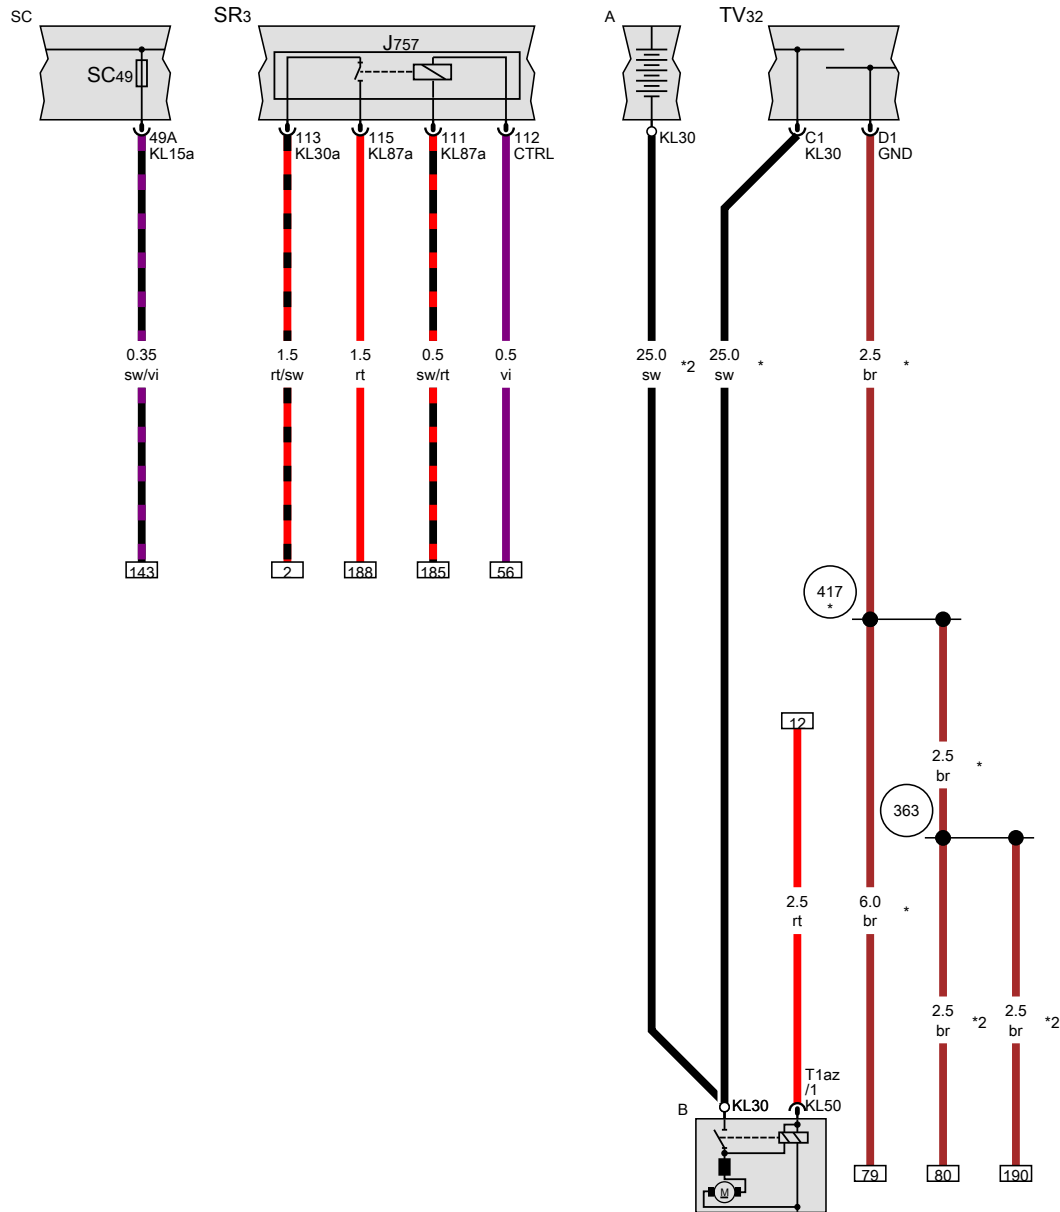 SC
SR3
A
TV32
J757
SC49
49A
KL15a
113
KL30a
115
KL87a
111
KL87a
112
CTRL
KL30
C1
KL30
D1
GND
0.35
sw/vi
1.5
rt/sw
1.5
rt
0.5
sw/rt
0.5
vi
25.0
sw
*2
25.0
sw
*
2.5
br
*
143
2
188
185
56
417
*
12
2.5
br
*
363
2.5
rt
6.0
br
*
2.5
br
*2
2.5
br
*2
T1az
/1
KL50
B
KL30
M
79
80
190